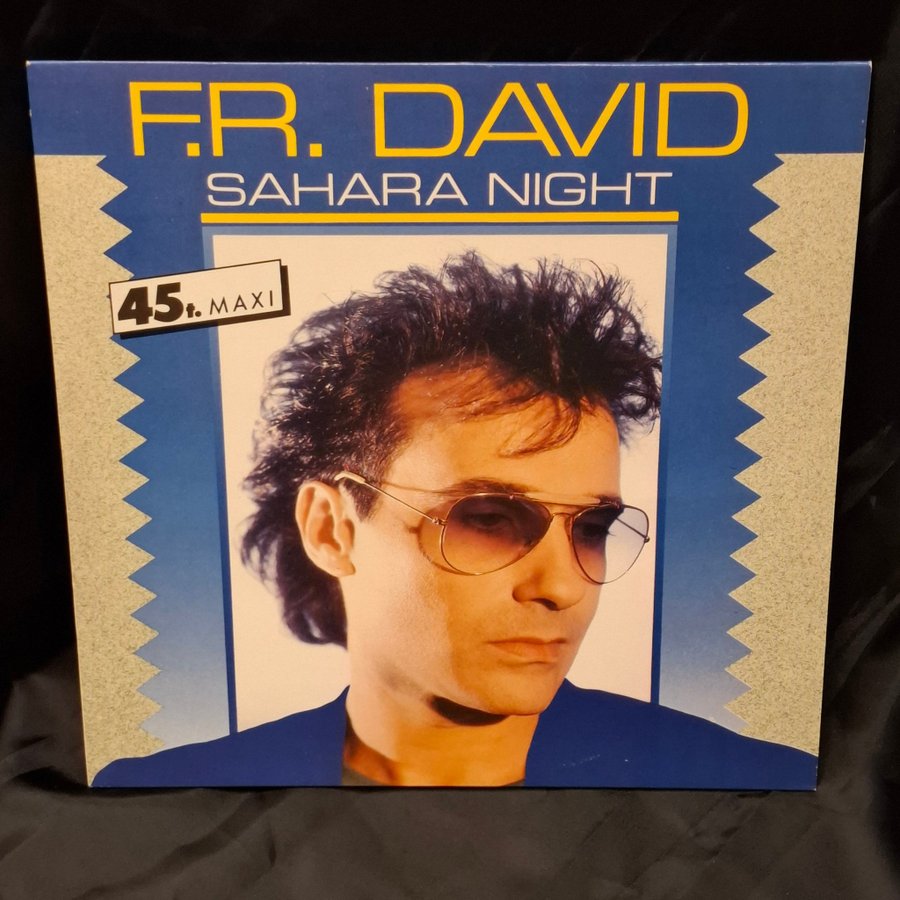 F.R. DAVID
SAHARA NIGHT
45t. MAXI